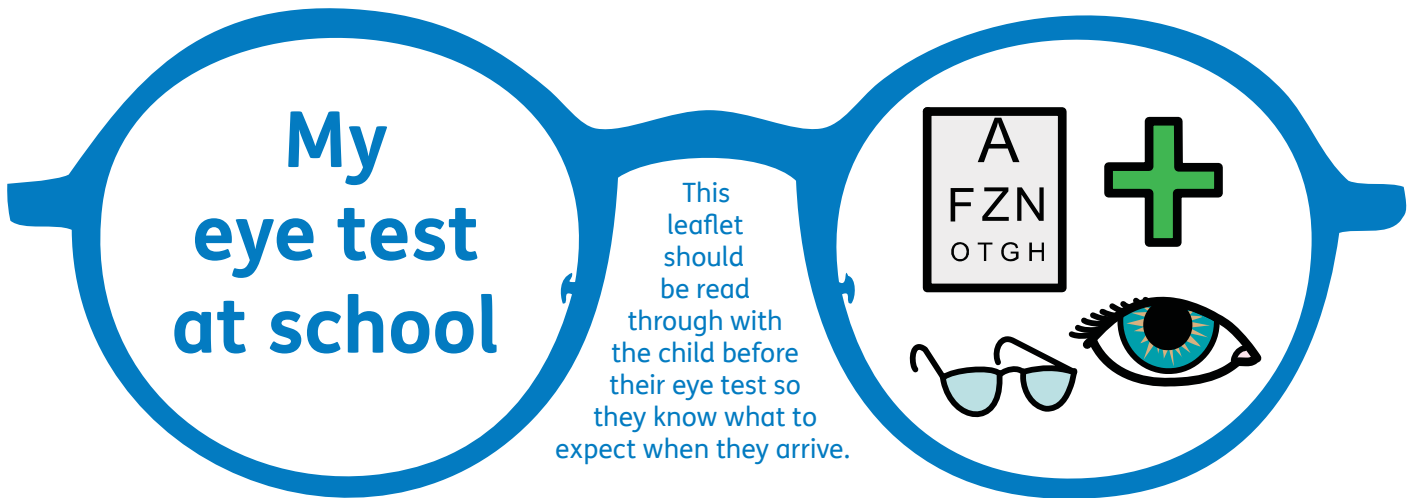 My
eye test
at school
This
leaflet
should
be read
through with
the child before
their eye test so
they know what to
expect when they arrive.
A
FZN
OTGH